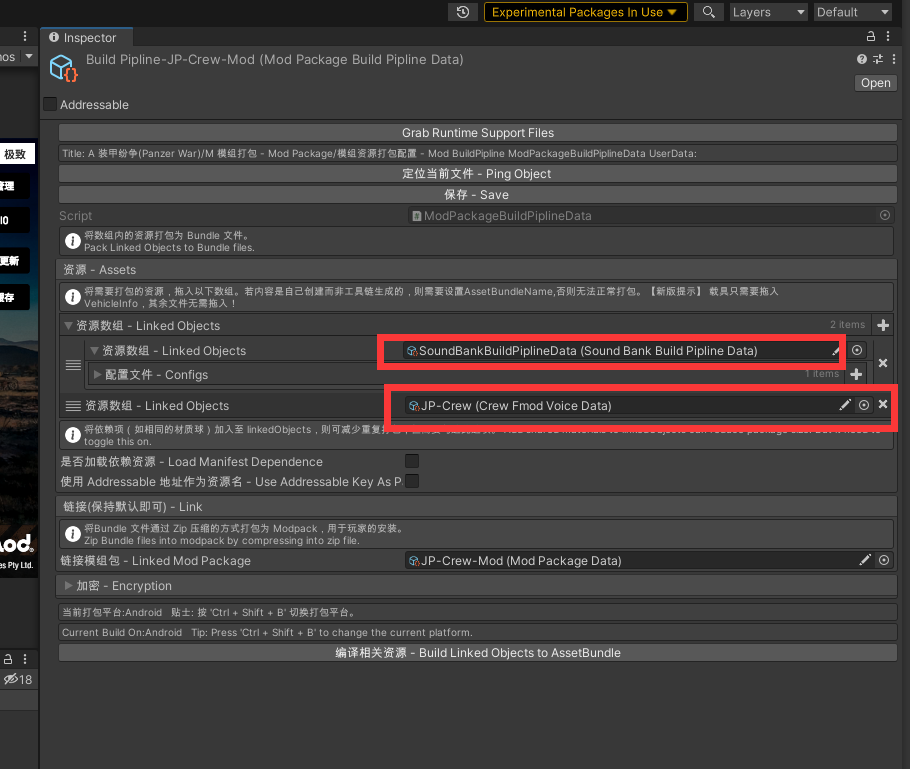 Experimental Packages In Use
Layers
Default
Inspector
Build Pipline-JP-Crew-Mod (Mod Package Build Pipline Data)
Open
Addressable
Grab Runtime Support Files
极致
Title: A 装甲纷争(Panzer War)/M 模组打包 - Mod Package/模组资源打包配置 - Mod BuildPipline ModPackageBuildPiplineData UserData:
定位当前文件 - Ping Object
管理
保存 - Save
Script
ModPackageBuildPiplineData
将数组内的资源打包为 Bundle 文件。
Pack Linked Objects to Bundle files.
更新
资源 - Assets
将需要打包的资源，拖入以下数组。若内容是自己创建而非工具链生成的，则需要设置AssetBundleName,否则无法正常打包。【新版提示】 载具只需要拖入
VehicleInfo，其余文件无需拖入！
资源数组 - Linked Objects
2 items
资源数组 - Linked Objects
SoundBankBuildPiplineData (Sound Bank Build Pipline Data)
配置文件 - Configs
1 items
资源数组 - Linked Objects
JP-Crew (Crew Fmod Voice Data)
将依赖项（如相同的材质球）加入至 linkedObjects，则可减少重复打包
toggle this on.
是否加载依赖资源 - Load Manifest Dependence
使用 Addressable 地址作为资源名 - Use Addressable Key As P
链接(保持默认即可) - Link
将Bundle 文件通过 Zip 压缩的方式打包为 Modpack，用于玩家的安装。
Zip Bundle files into modpack by compressing into zip file.
od.
es Pty Ltd.
链接模组包 - Linked Mod Package
JP-Crew-Mod (Mod Package Data)
加密 - Encryption
当前打包平台:Android 贴士: 按 'Ctrl + Shift + B' 切换打包平台。
Current Build On:Android Tip: Press 'Ctrl + Shift + B' to change the current platform.
编译相关资源 - Build Linked Objects to AssetBundle
18